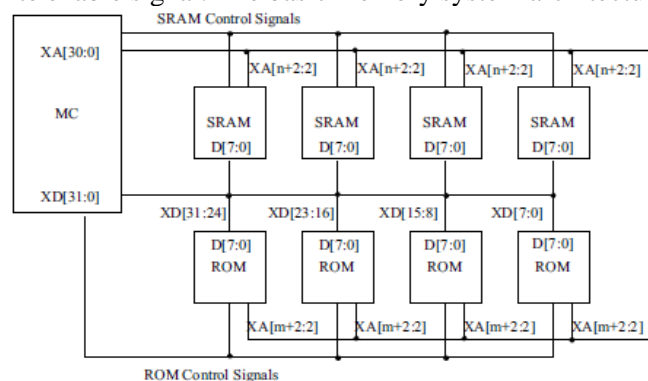 SRAM Control Signals
XA[30:0]
XA[n+2:2] XA[n+2:2] XA[n+2:2] XA[n+2:2]
MC
SRAM SRAM SRAM SRAM
D[7:0] D[7:0] D[7:0] D[7:0]
XD[31:0]
XD[31:24] XD[23:16] XD[15:8] XD[7:0]
D[7:0] D[7:0] D[7:0] D[7:0]
ROM ROM ROM ROM
XA[m+2:2] XA[m+2:2] XA[m+2:2] XA[m+2:2]
ROM Control Signals